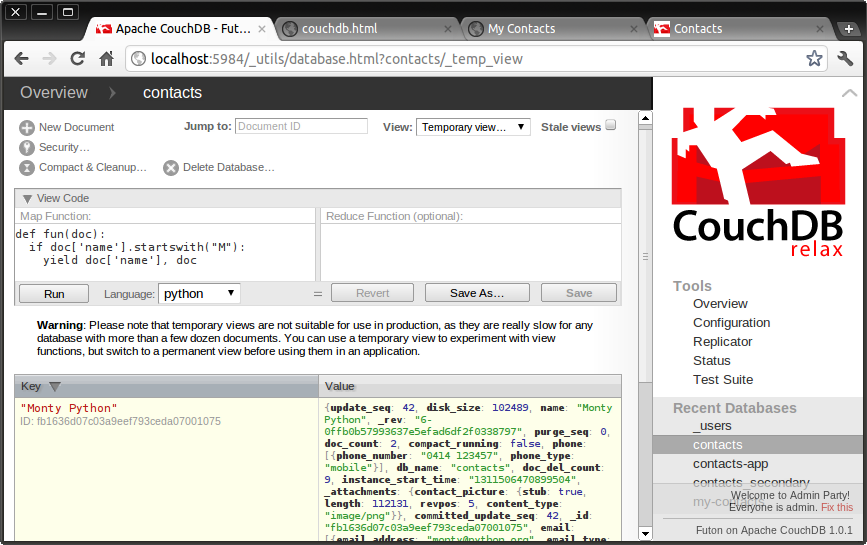 Apache CouchDB - Fut…
couchdb.html
My Contacts
Contacts
localhost:5984/_utils/database.html?contacts/_temp_view
Overview
contacts
New Document
Jump to:
Document ID
View:
Temporary view…
Stale views
Security…
Compact & Cleanup…
Delete Database…
View Code
Map Function:
Reduce Function (optional):
def fun(doc):
if doc['name'].startswith("M"):
yield doc['name'], doc
Run
Language:
python
Revert
Save As…
Save
Warning: Please note that temporary views are not suitable for use in production, as they are really slow for any
database with more than a few dozen documents. You can use a temporary view to experiment with view
functions, but switch to a permanent view before using them in an application.
Key
Value
"Monty Python"
ID: fb1636d07c03a9eef793ceda07001075
{update_seq: 42, disk_size: 102489, name: "Monty
Python", _rev: "6-
0ffb0b57993637e5efad6df2f0338797", purge_seq: 0,
doc_count: 2, compact_running: false, phone:
[{phone_number: "0414 123457", phone_type:
"mobile"}], db_name: "contacts", doc_del_count:
9, instance_start_time: "1311506470899504",
_attachments: {contact_picture: {stub: true,
length: 112131, revpos: 5, content_type:
"image/png"}}, committed_update_seq: 42, _id:
"fb1636d07c03a9eef793ceda07001075", email:
[{email_address: "monty@python.org", email_type:
CouchDB
relax
Tools
Overview
Configuration
Replicator
Status
Test Suite
Recent Databases
_users
contacts
contacts-app
contacts_secondary
my-contacts
Welcome to Admin Party!
Everyone is admin. Fix this
Futon on Apache CouchDB 1.0.1